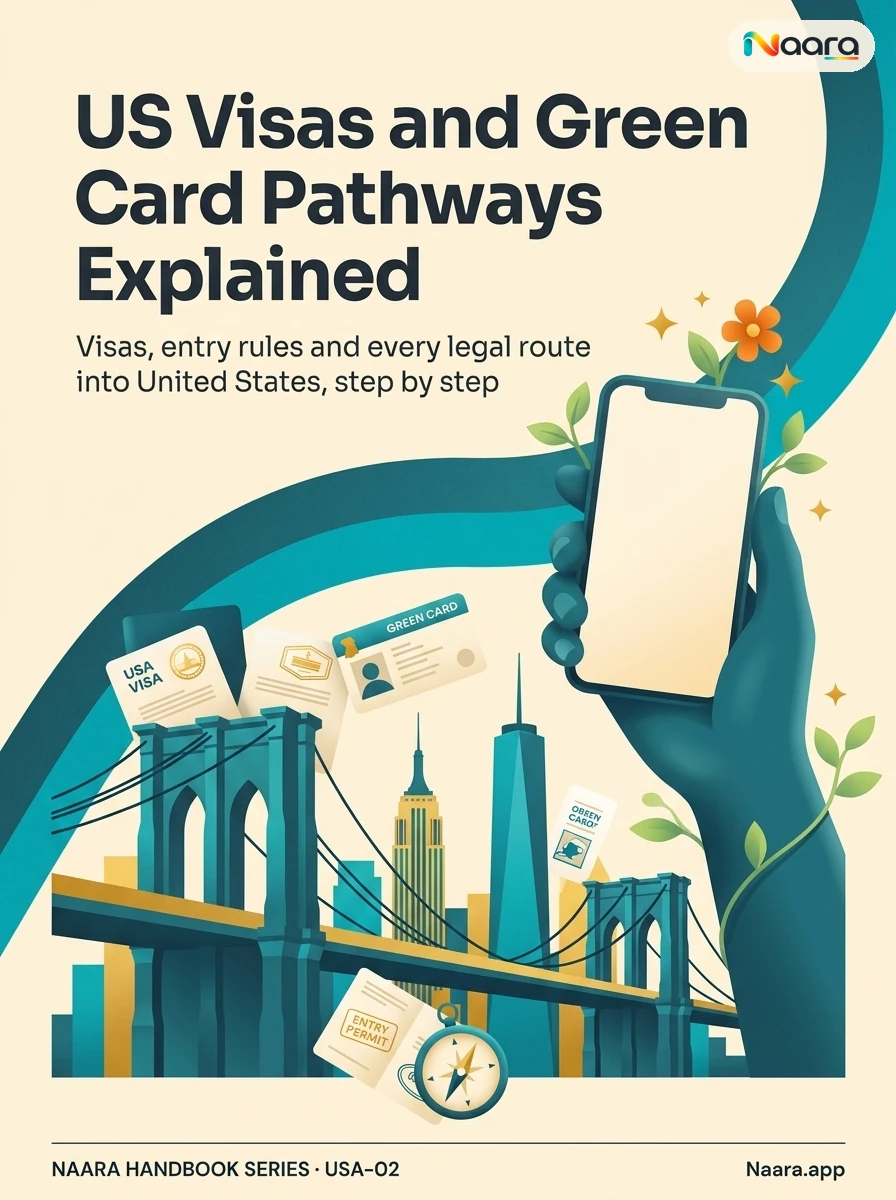 Naara
US Visas and Green
Card Pathways
Explained
Visas, entry rules and every legal route
into United States, step by step
GREEN CARD
USA
VISA
OBEEN
CARD?
ENTRY
PERMIT
NAARA HANDBOOK SERIES · USA-02
Naara.app